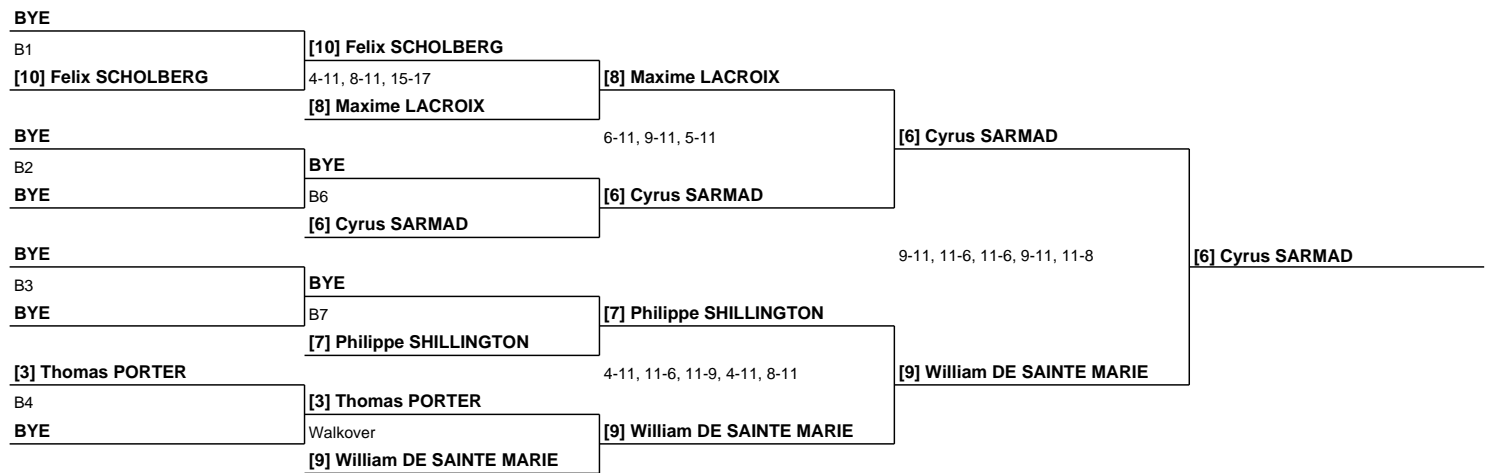 BYE
B1
[10] Felix SCHOLBERG
[10] Felix SCHOLBERG
4-11, 8-11, 15-17
[8] Maxime LACROIX
[8] Maxime LACROIX
BYE
6-11, 9-11, 5-11
[6] Cyrus SARMAD
B2
BYE
BYE
B6
[6] Cyrus SARMAD
[6] Cyrus SARMAD
BYE
9-11, 11-6, 11-6, 9-11, 11-8
[6] Cyrus SARMAD
B3
BYE
BYE
B7
[7] Philippe SHILLINGTON
[7] Philippe SHILLINGTON
[3] Thomas PORTER
4-11, 11-6, 11-9, 4-11, 8-11
[9] William DE SAINTE MARIE
B4
[3] Thomas PORTER
BYE
Walkover
[9] William DE SAINTE MARIE
[9] William DE SAINTE MARIE